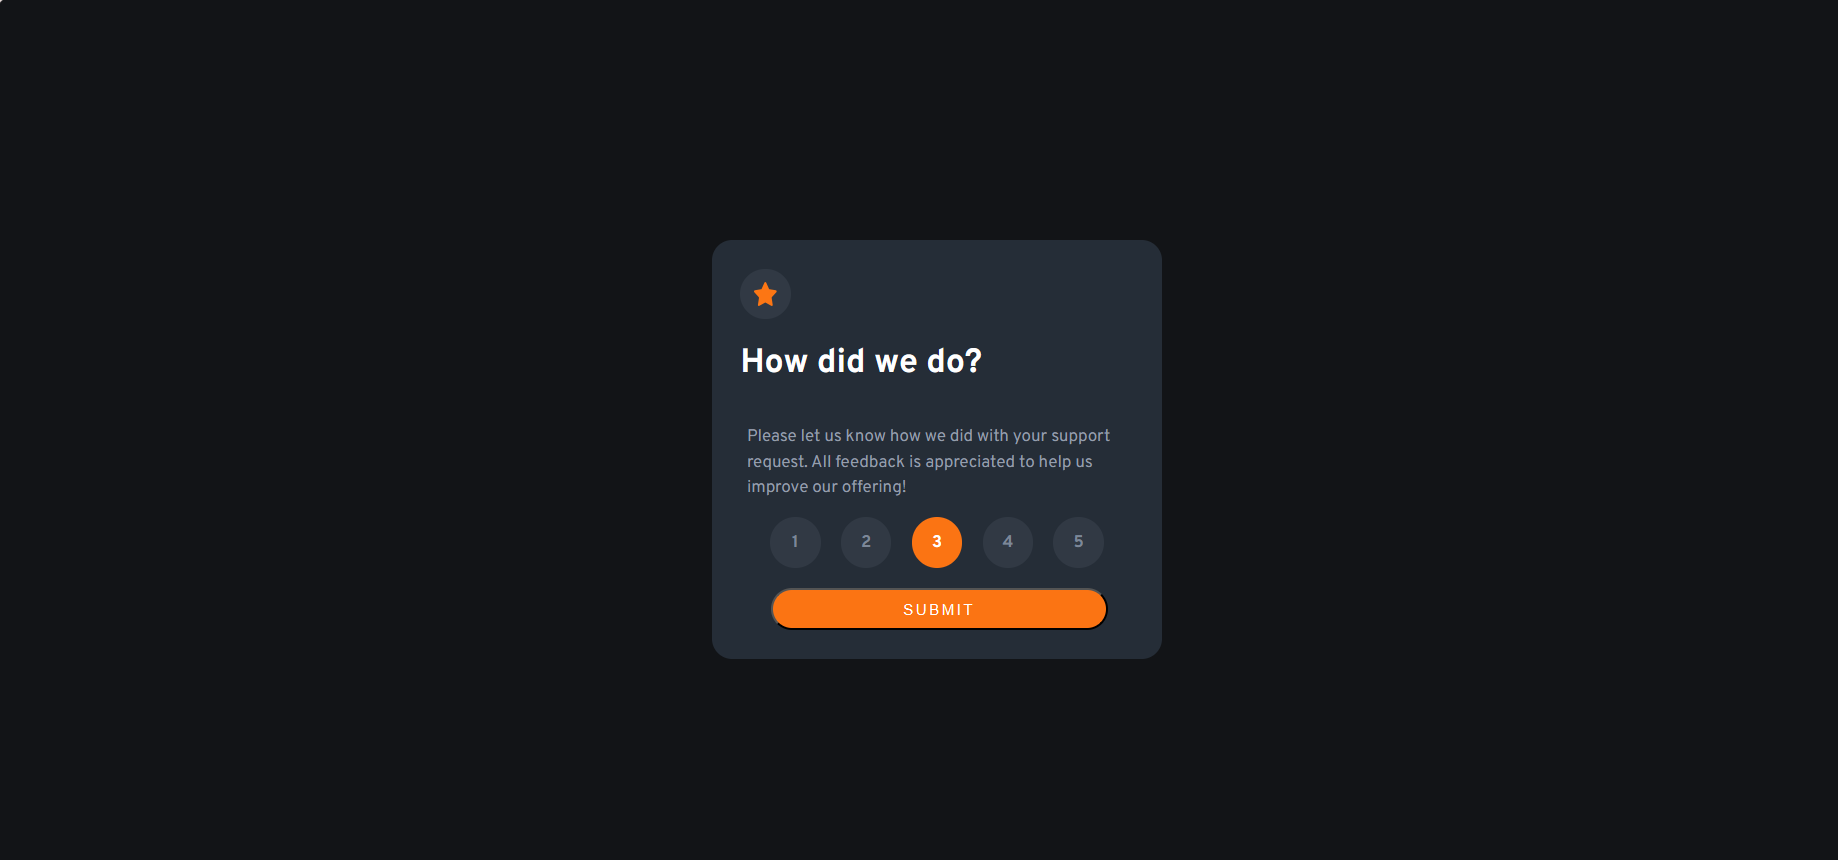 How did we do?
Please let us know how we did with your support
request. All feedback is appreciated to help us
improve our offering!
1 2 3 4 5
SUBMIT